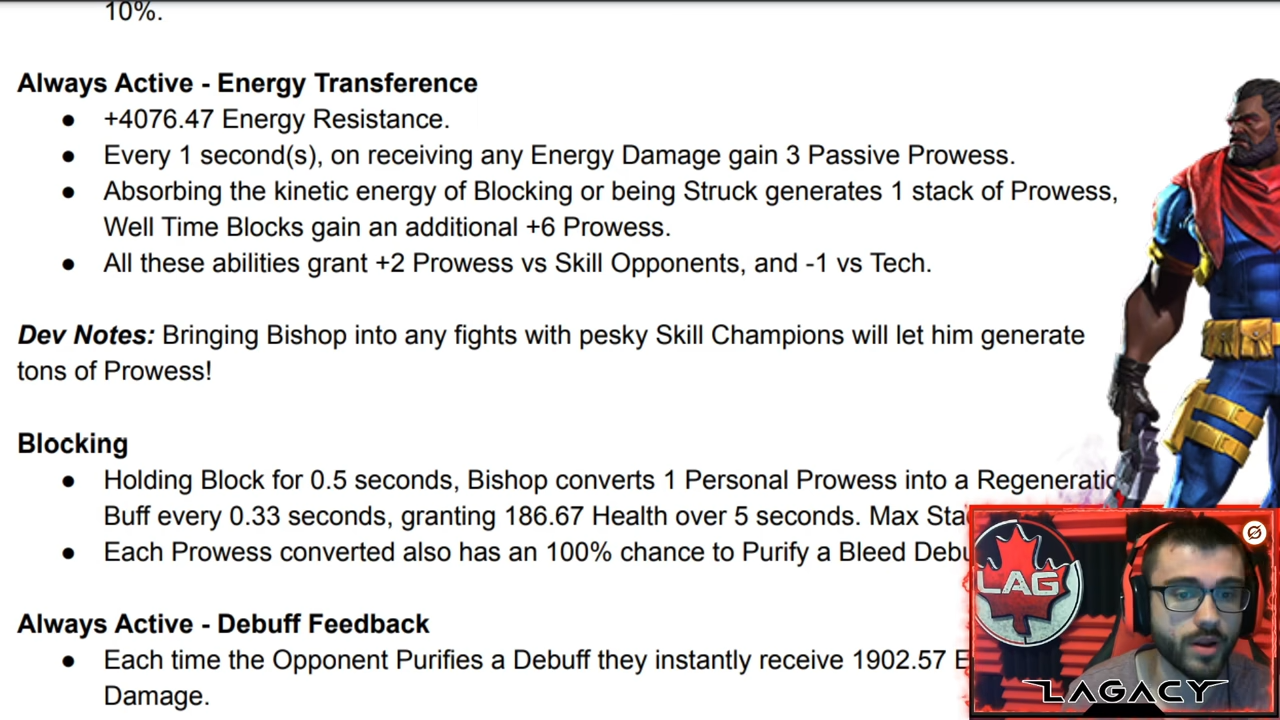 10%.
Always Active - Energy Transference
● +4076.47 Energy Resistance.
● Every 1 second(s), on receiving any Energy Damage gain 3 Passive Prowess.
● Absorbing the kinetic energy of Blocking or being Struck generates 1 stack of Prowess,
Well Time Blocks gain an additional +6 Prowess.
● All these abilities grant +2 Prowess vs Skill Opponents, and -1 vs Tech.
Dev Notes: Bringing Bishop into any fights with pesky Skill Champions will let him generate
tons of Prowess!
Blocking
● Holding Block for 0.5 seconds, Bishop converts 1 Personal Prowess into a Regeneratio
Buff every 0.33 seconds, granting 186.67 Health over 5 seconds. Max Sta
● Each Prowess converted also has an 100% chance to Purify a Bleed Debu
Always Active - Debuff Feedback
● Each time the Opponent Purifies a Debuff they instantly receive 1902.57 E
Damage.
LAG
LAGACY